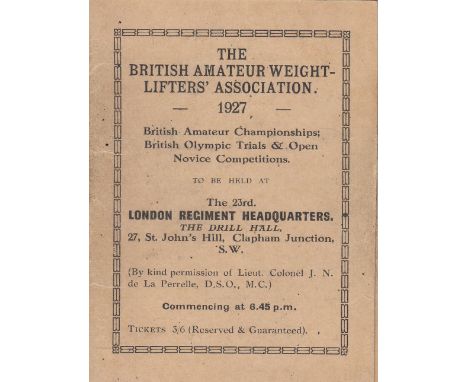 THE
BRITISH AMATEUR WEIGHT-
LIFTERS' ASSOCIATION.
— 1927 —
British Amateur Championships;
British Olympic Trials & Open
Novice Competitions.
TO BE HELD AT
The 23rd.
LONDON REGIMENT HEADQUARTERS.
THE DRILL HALL,
27, St. John's Hill, Clapham Junction,
S.W.
(By kind permission of Lieut. Colonel J. N.
de La Perrelle, D.S.O., M.C.)
Commencing at 6.45 p.m.
TICKETS 3/6 (Reserved & Guaranteed).